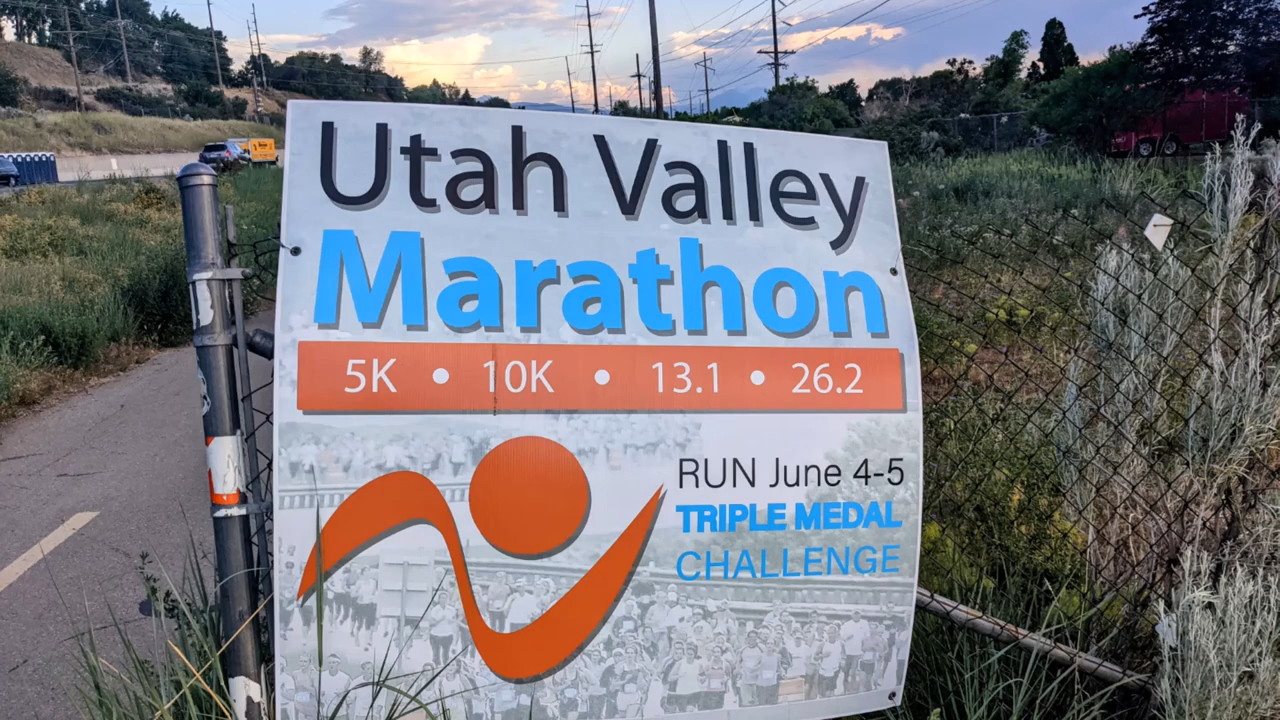 Utah Valley
Marathon
5K • 10K • 13.1 • 26.2
RUN June 4-5
TRIPLE MEDAL
CHALLENGE